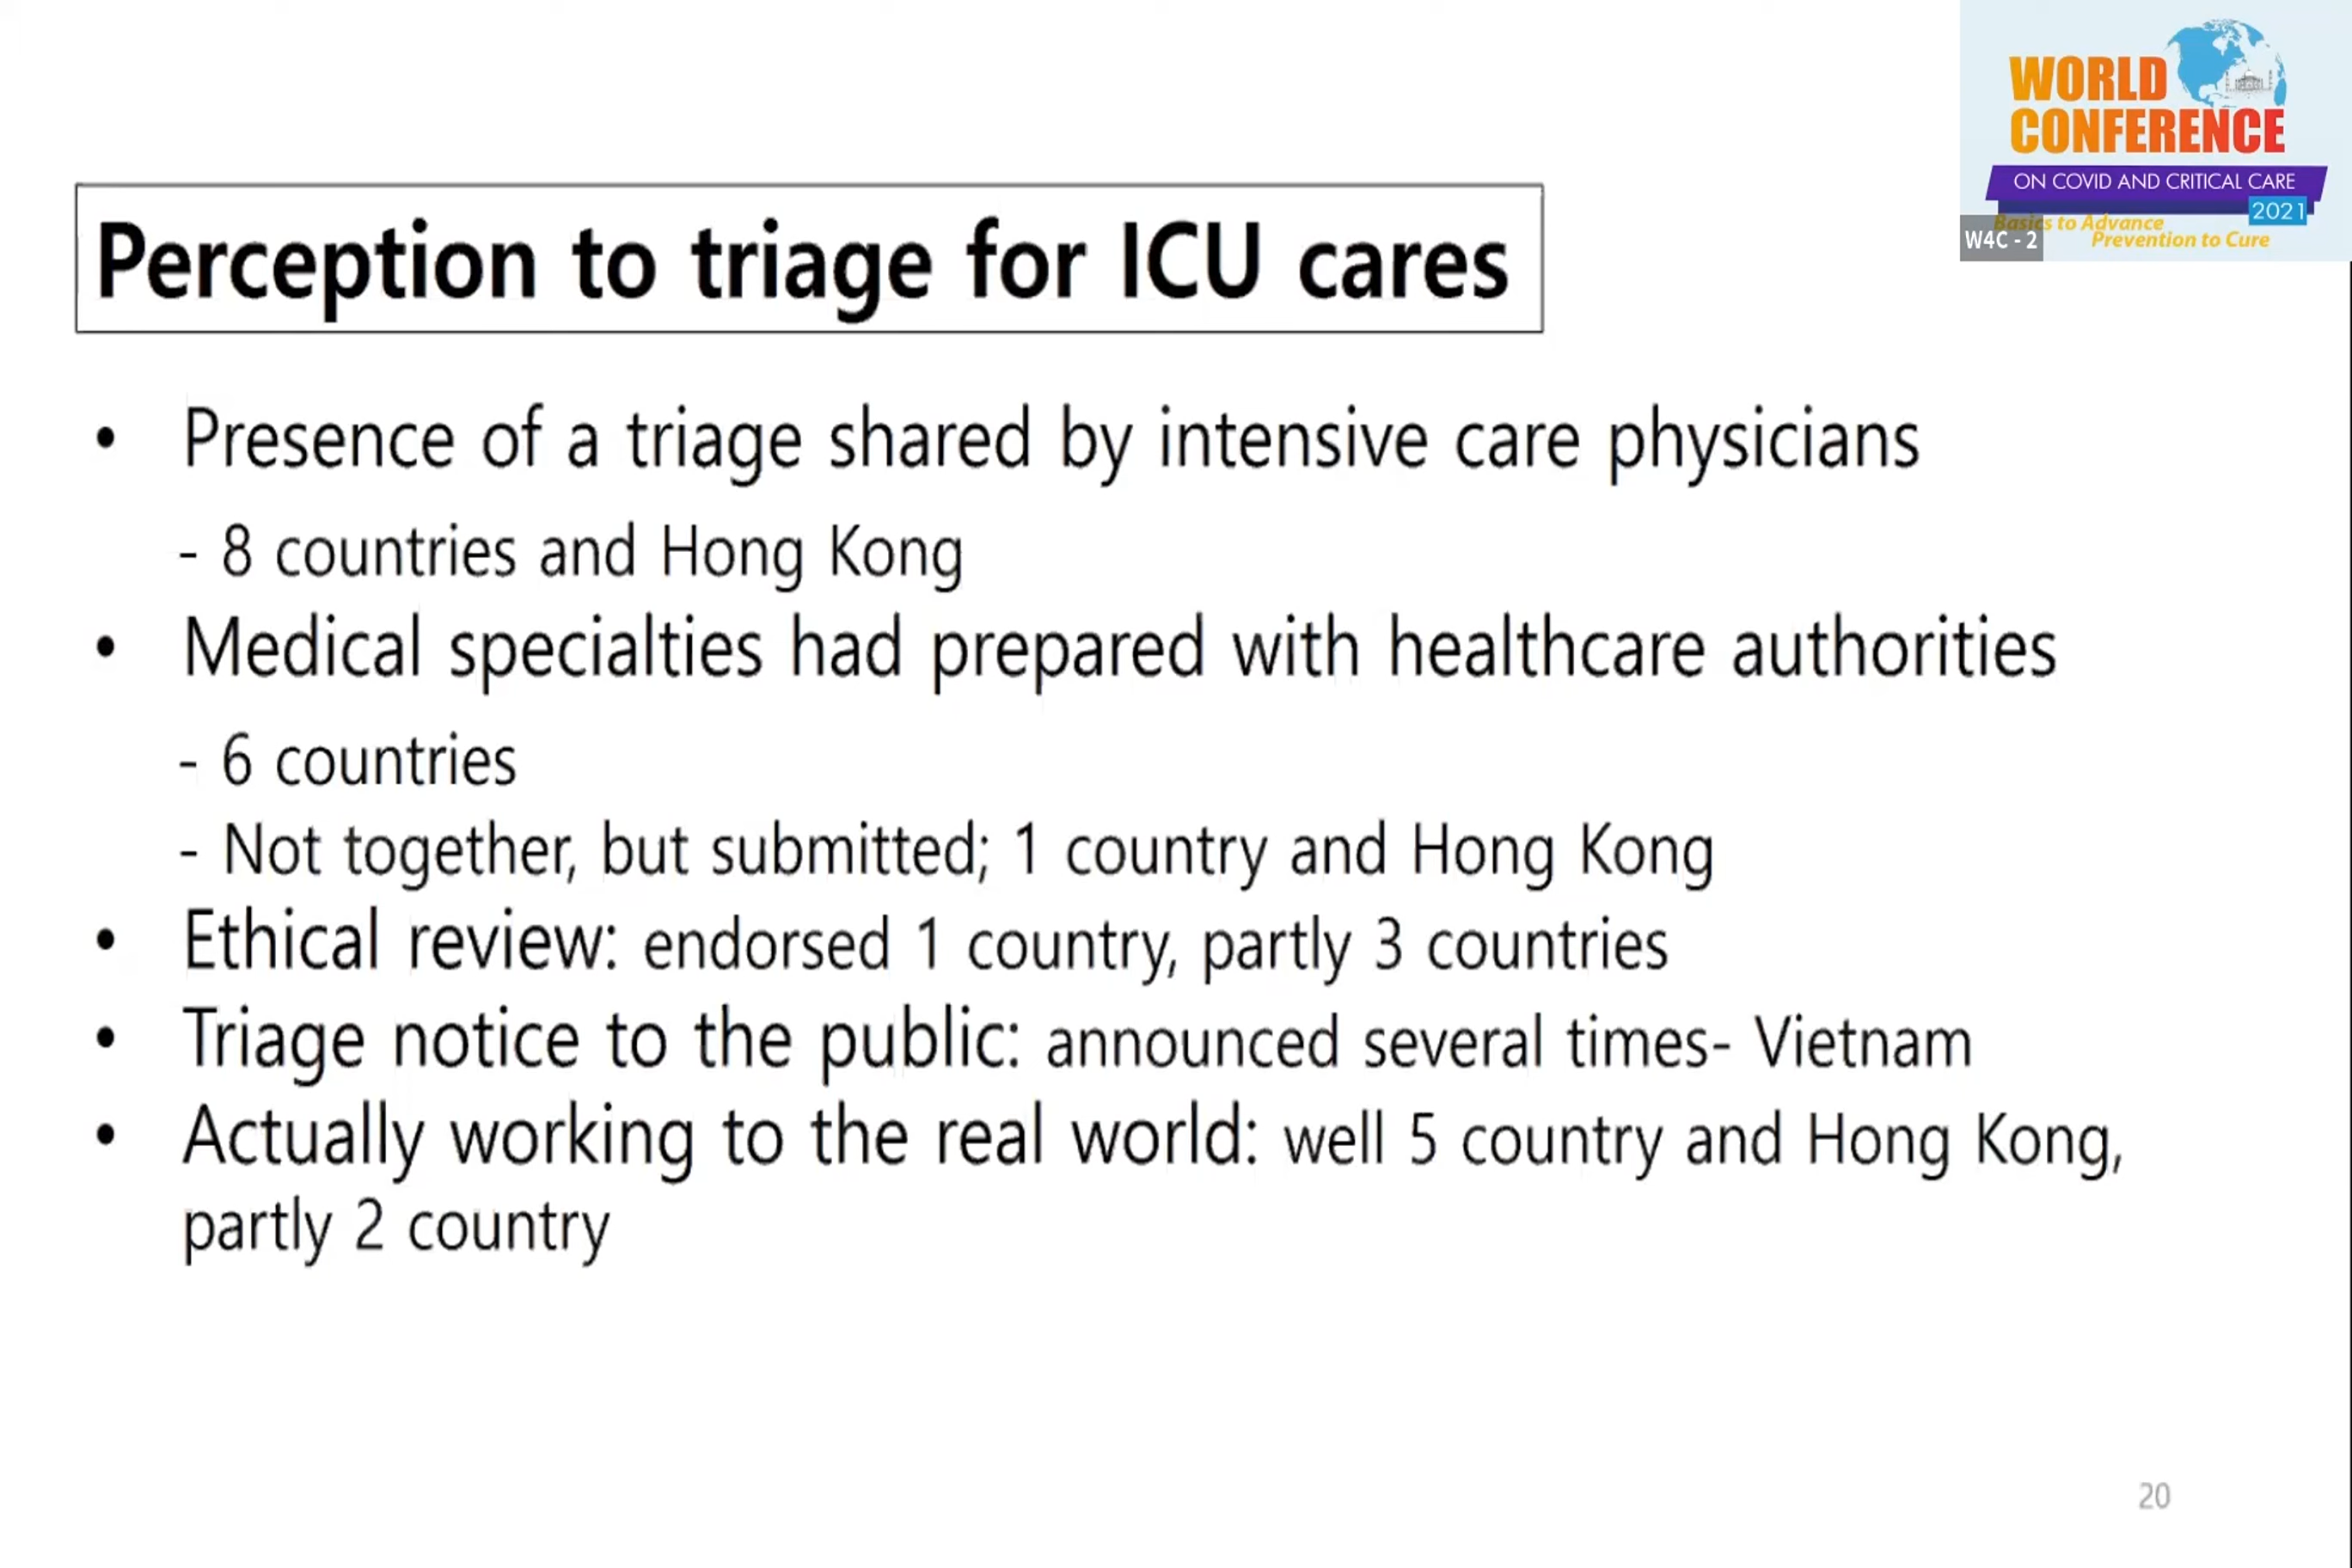 WORLD
CONFERENCE
ON COVID AND CRITICAL CARE
2021
Basics to Advance
Prevention to Cure
W4C - 2
Perception to triage for ICU cares
• Presence of a triage shared by intensive care physicians
- 8 countries and Hong Kong
• Medical specialties had prepared with healthcare authorities
- 6 countries
- Not together, but submitted; 1 country and Hong Kong
• Ethical review: endorsed 1 country, partly 3 countries
• Triage notice to the public: announced several times- Vietnam
• Actually working to the real world: well 5 country and Hong Kong,
partly 2 country
20